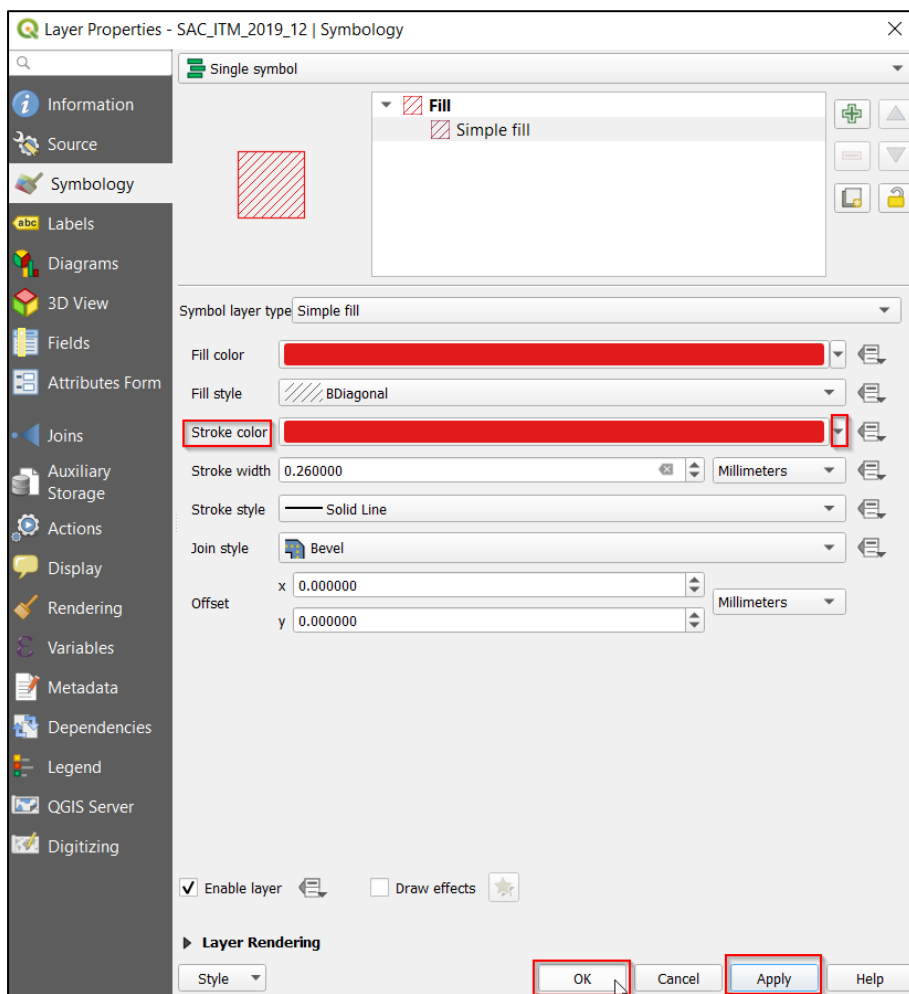 Layer Properties - SAC_ITM_2019_12 | Symbology
Single symbol
Information
Source
Symbology
abc Labels
Diagrams
3D View
Fields
Attributes Form
Joins
Auxiliary
Storage
Actions
Display
Rendering
Variables
Metadata
Dependencies
Legend
QGIS Server
Digitizing
Fill
Simple fill
Symbol layer type Simple fill
Fill color
Fill style BDiagonal
Stroke color
Stroke width 0.260000 Millimeters
Stroke style Solid Line
Join style Bevel
Offset x 0.000000 Millimeters
y 0.000000
Enable layer Draw effects
Layer Rendering
Style OK Cancel Apply Help